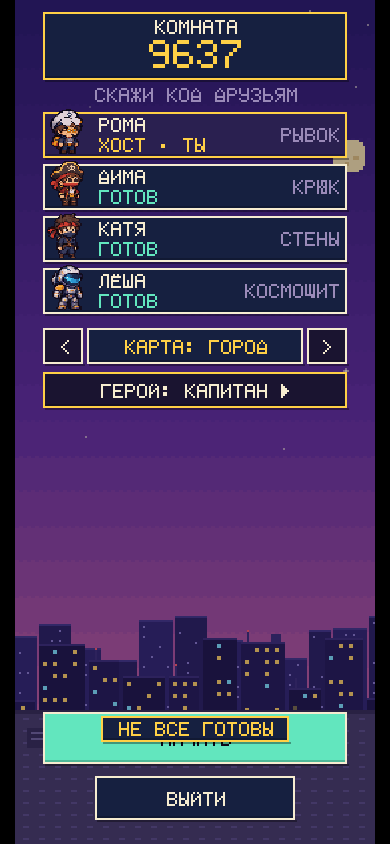 КОМНАТА
9637
СКАЖИ КОД ДРУЗЬЯМ
РОМА
ХОСТ · ТЫ
РЫВОК
ДИМА
ГОТОВ
КРЮК
КАТЯ
ГОТОВ
СТЕНЫ
ЛЁША
ГОТОВ
КОСМОЩИТ
<
КАРТА: ГОРОД
>
ГЕРОЙ: КАПИТАН ▶
НЕ ВСЕ ГОТОВЫ
ВЫЙТИ